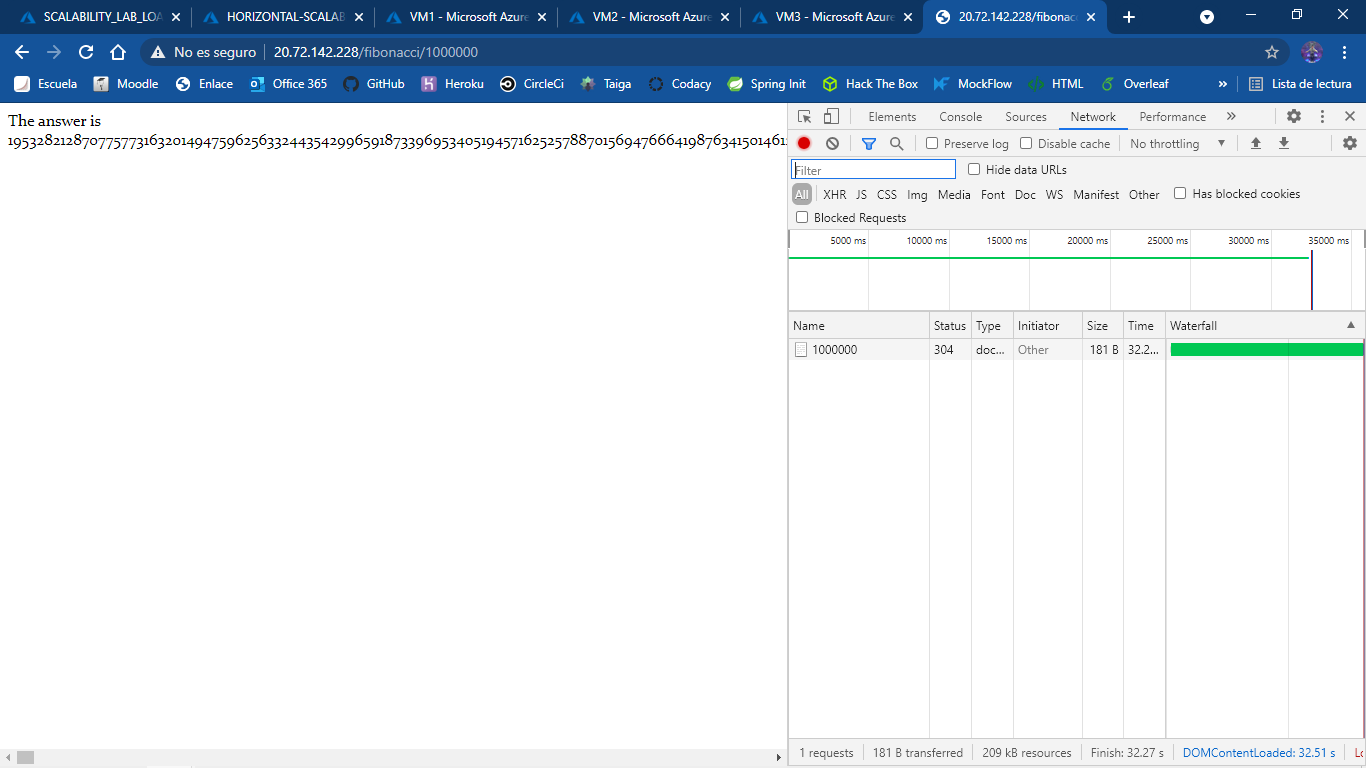 SCALABILITY_LAB_LOA
HORIZONTAL-SCALAB
VM1 - Microsoft Azure
VM2 - Microsoft Azure
VM3 - Microsoft Azure
20.72.142.228/fibonacc
No es seguro
20.72.142.228/fibonacci/1000000
Escuela
Moodle
Enlace
Office 365
GitHub
Heroku
CircleCi
Taiga
Codacy
Spring Init
Hack The Box
MockFlow
HTML
Overleaf
»
Lista de lectura
The answer is
Elements
Console
Sources
Network
Performance
»
Preserve log
Disable cache
No throttling
Filter
Hide data URLs
All
XHR
JS
CSS
Img
Media
Font
Doc
WS
Manifest
Other
Has blocked cookies
Blocked Requests
5000 ms
10000 ms
15000 ms
20000 ms
25000 ms
30000 ms
35000 ms
Name
Status
Type
Initiator
Size
Time
Waterfall
1000000
304
doc...
Other
181 B
32.2...
1 requests
181 B transferred
209 kB resources
Finish: 32.27 s
DOMContentLoaded: 32.51 s
Lo